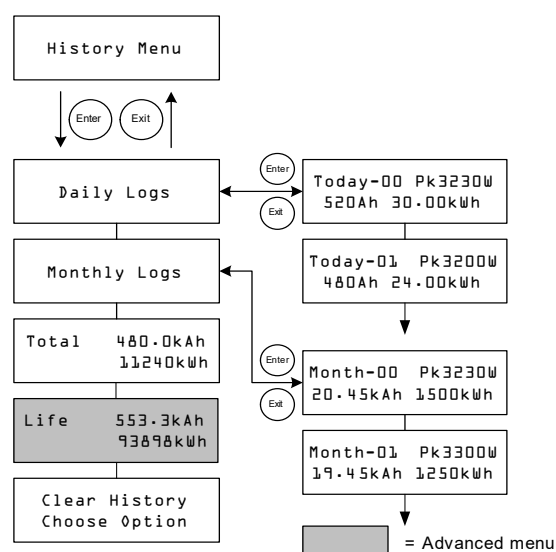 History Menu
Enter
Exit
Daily Logs
Enter
Exit
Today-00 Pk3230W
520Ah 30.00kWh
Today-01 Pk3200W
480Ah 24.00kWh
Monthly Logs
Total 480.0kAh
11240kWh
Enter
Exit
Month-00 Pk3230W
20.45kAh 1500kWh
Life 553.3kAh
93898kWh
Month-01 Pk3300W
19.45kAh 1250kWh
Clear History
Choose Option
= Advanced menu